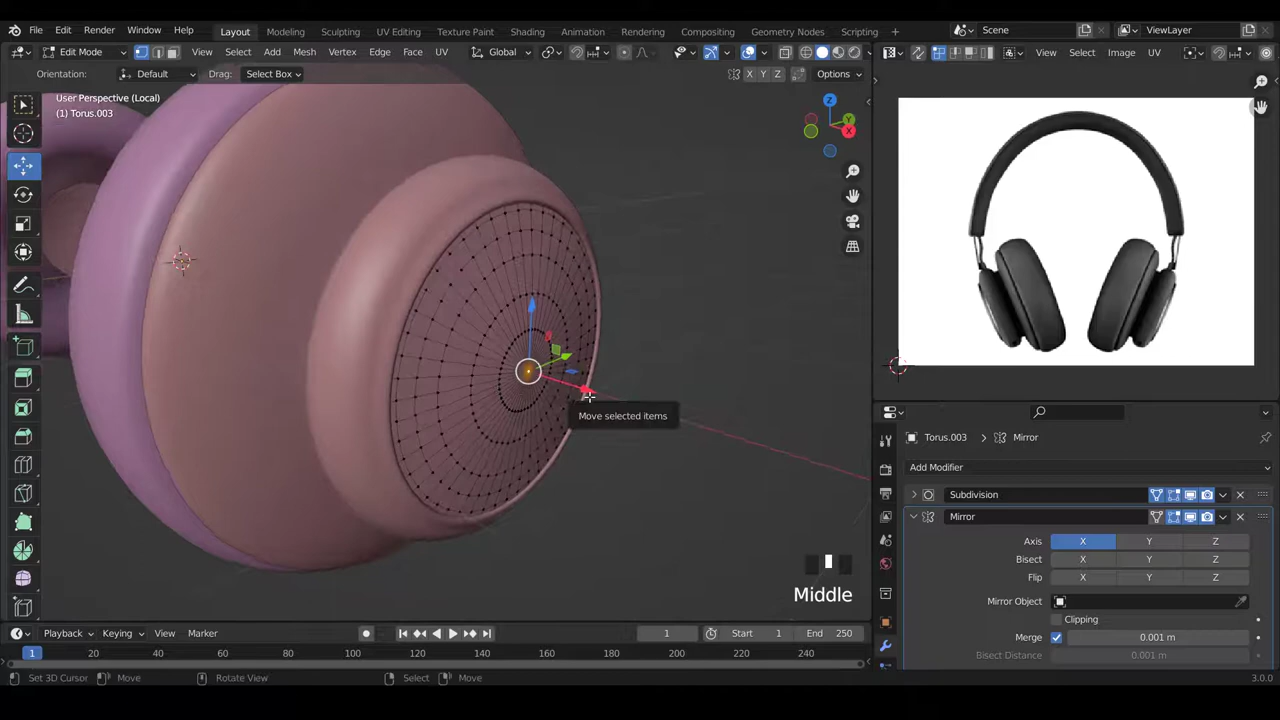 File Edit Render Window Help Layout Modeling Sculpting UV Editing Texture Paint Shading Animation Rendering Compositing Geometry Nodes Scripting Scene ViewLayer
Edit Mode View Select Add Mesh Vertex Edge Face UV Global Options View Select Image UV
Orientation: Default Drag: Select Box X Y Z Options
User Perspective (Local)
(1) Torus.003
Z
Y
X
Move selected items
Middle
Torus.003 Mirror
Add Modifier
Subdivision
Mirror
Axis X Y Z
Bisect X Y Z
Flip X Y Z
Mirror Object
Clipping
Merge 0.001 m
Bisect Distance 0.001 m
Playback Keying View Marker 1 Start 1 End 250
0 20 40 60 80 100 120 140 160 180 200 220 240
1
Set 3D Cursor Move Rotate View Select Move 3.0.0